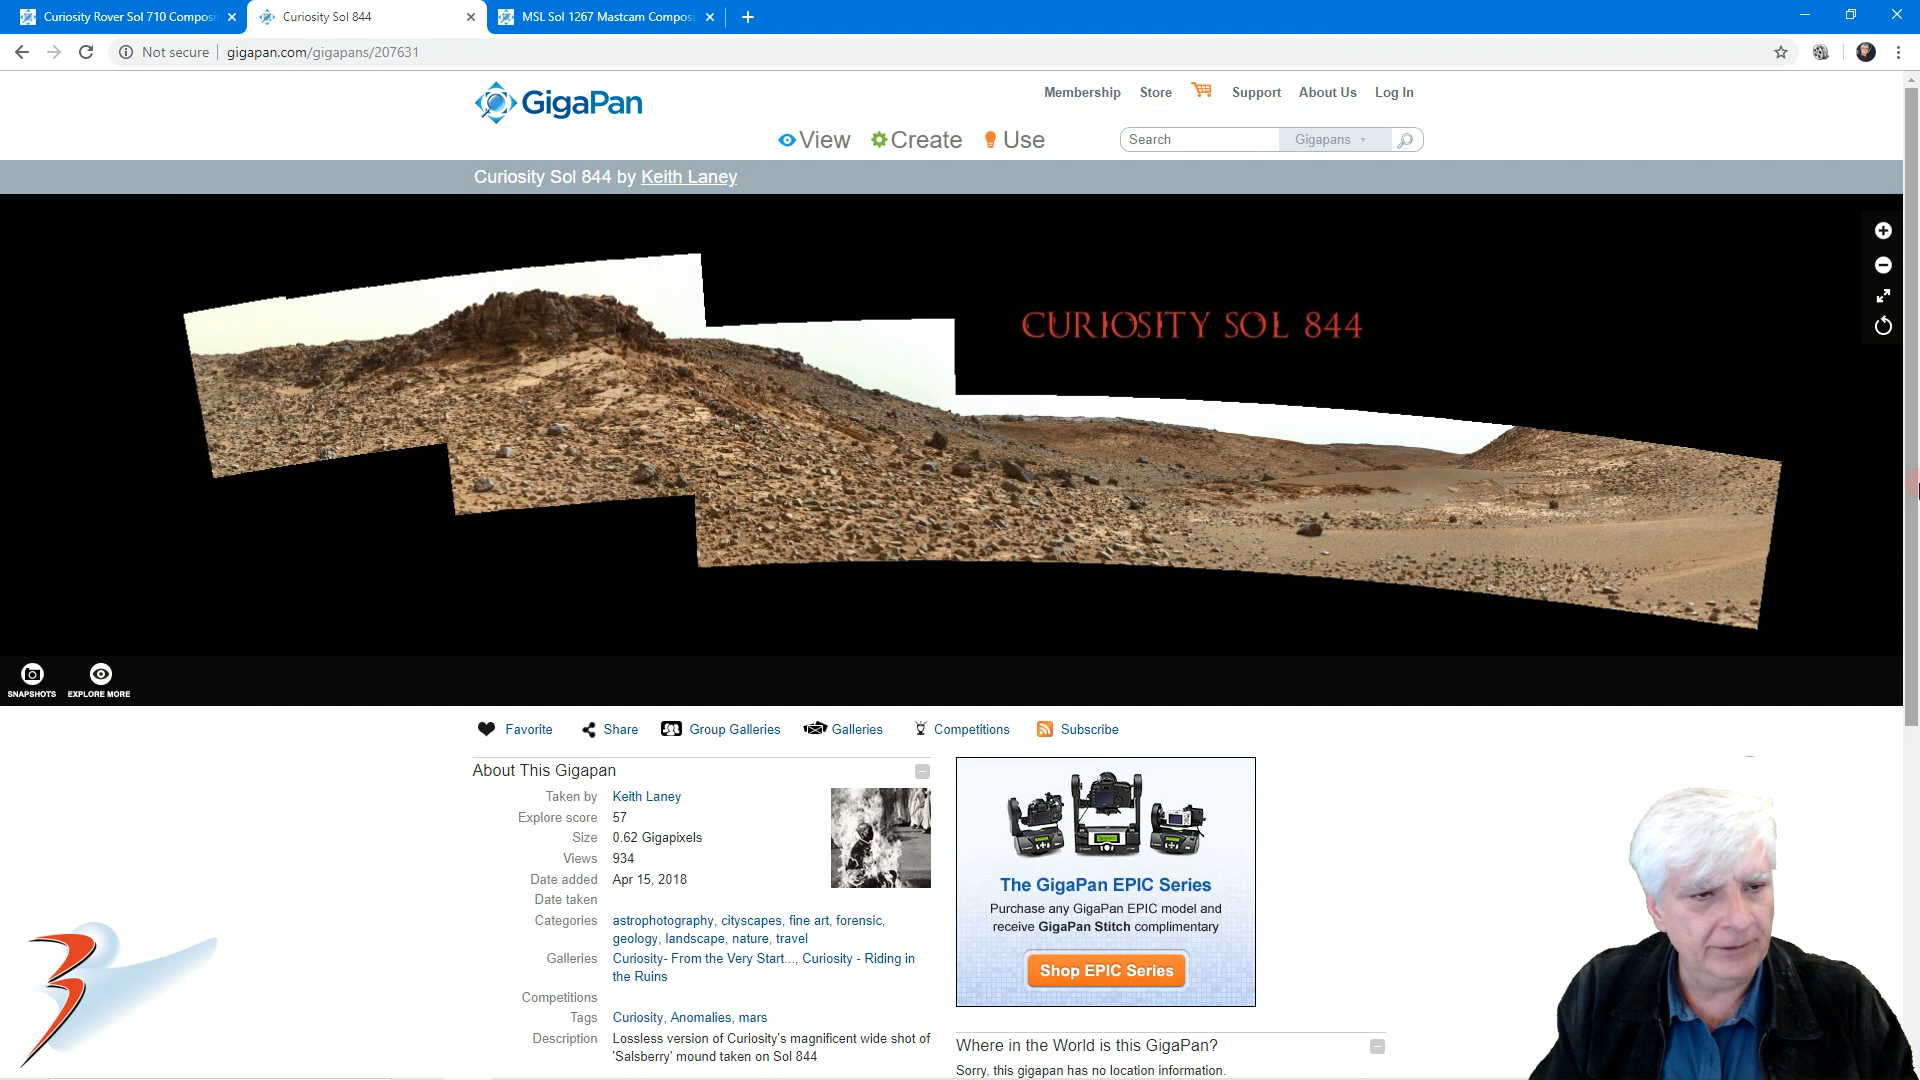 Curiosity Rover Sol 710 Composi
Curiosity Sol 844
MSL Sol 1267 Mastcam Compos
Not secure
gigapan.com/gigapans/207631
GigaPan
Membership Store Support About Us Log In
View Create Use
Search
Gigapans
Curiosity Sol 844 by Keith Laney
CURIOSITY SOL 844
SNAPSHOTS
EXPLORE MORE
Favorite Share Group Galleries Galleries Competitions Subscribe
About This Gigapan
Taken by Keith Laney
Explore score 57
Size 0.62 Gigapixels
Views 934
Date added Apr 15, 2018
Date taken
Categories astrophotography, cityscapes, fine art, forensic,
geology, landscape, nature, travel
Galleries Curiosity- From the Very Start..., Curiosity - Riding in
the Ruins
Competitions
Tags Curiosity, Anomalies, mars
Description Lossless version of Curiosity's magnificent wide shot of
'Salsberry' mound taken on Sol 844
The GigaPan EPIC Series
Purchase any GigaPan EPIC model and
receive GigaPan Stitch complimentary
Shop EPIC Series
Where in the World is this GigaPan?
Sorry, this gigapan has no location information.